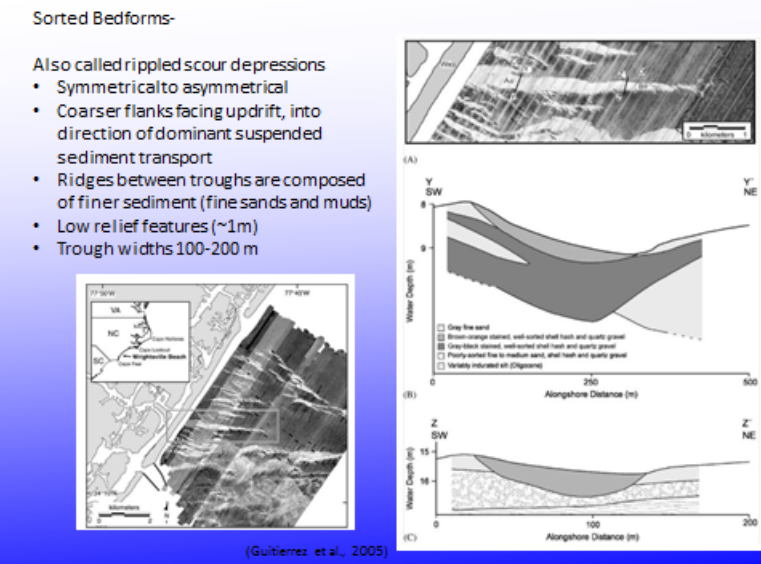 Sorted Bedforms-
Also called rippled scour depressions
• Symmetrical to asymmetrical
• Coarser flanks facing updrift, into
direction of dominant suspended
sediment transport
• Ridges between troughs are composed
of finer sediment (fine sands and muds)
• Low relief features (~1m)
• Trough widths 100-200 m
77°50'W
77°45'W
VA
NC
SC
Cape Hatteras
Cape Lookout
Wrightsville Beach
Cape Fear
kilometers
0 2
N
(Guitierrez et al., 2005)
kilometers
0 1
(A)
Y
SW
Y'
NE
8
9
Water Depth (m)
Gray fine sand
Brown-orange stained, well-sorted shell hash and quartz gravel
Gray-black stained, well-sorted shell hash and quartz gravel
Poorly-sorted fine to medium sand, shell hash and quartz gravel
Variably indurated silt (Oligocene)
0 250 500
(B)
Alongshore Distance (m)
Z
SW
Z'
NE
15
16
Water Depth (m)
0 100 200
(C)
Alongshore Distance (m)